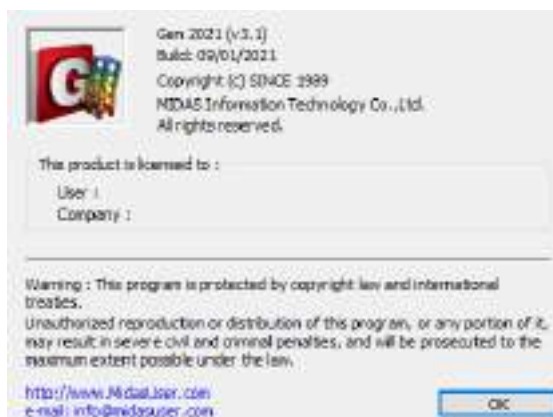 G
Gen 2021 (v3.1)
Build: 09/01/2021
Copyright (c) SINCE 1989
MIDAS Information Technology Co.,Ltd.
All rights reserved.
This product is licensed to :
User :
Company :
Warning : This program is protected by copyright law and international
treaties.
Unauthorized reproduction or distribution of this program, or any portion of it,
may result in severe civil and criminal penalties, and will be prosecuted to the
maximum extent possible under the law.
http://www.MidasUser.com
e-mail: info@midasuser.com
OK